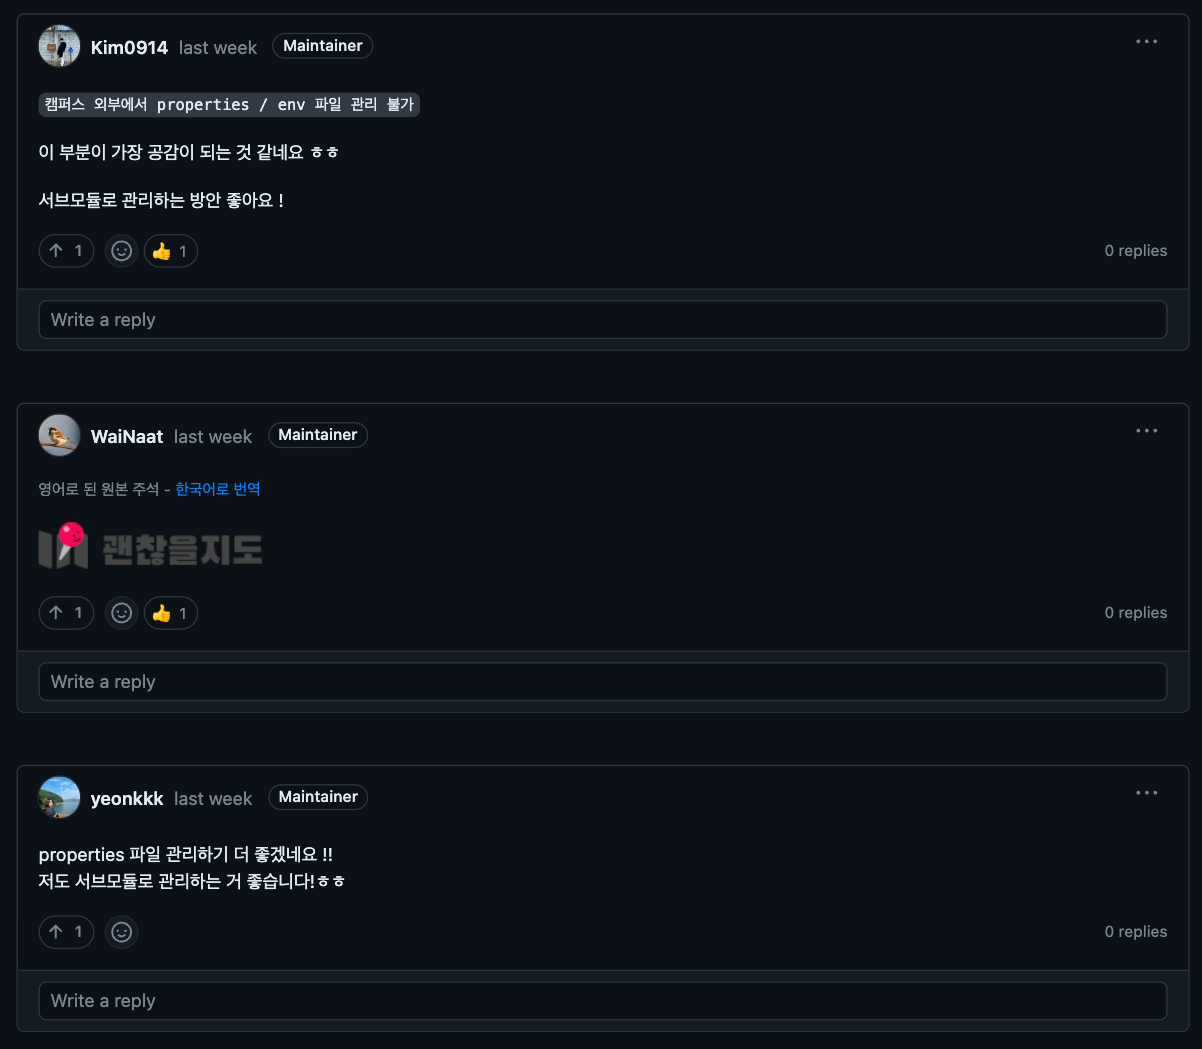 Kim0914 last week Maintainer
캠퍼스 외부에서 properties / env 파일 관리 불가
이 부분이 가장 공감이 되는 것 같네요 ㅎㅎ
서브모듈로 관리하는 방안 좋아요 !
1 👍 1 0 replies
Write a reply
WaiNaat last week Maintainer
영어로 된 원본 주석 - 한국어로 번역
괜찮을지도
1 👍 1 0 replies
Write a reply
yeonkkk last week Maintainer
properties 파일 관리하기 더 좋겠네요 !!
저도 서브모듈로 관리하는 거 좋습니다!ㅎㅎ
1 0 replies
Write a reply